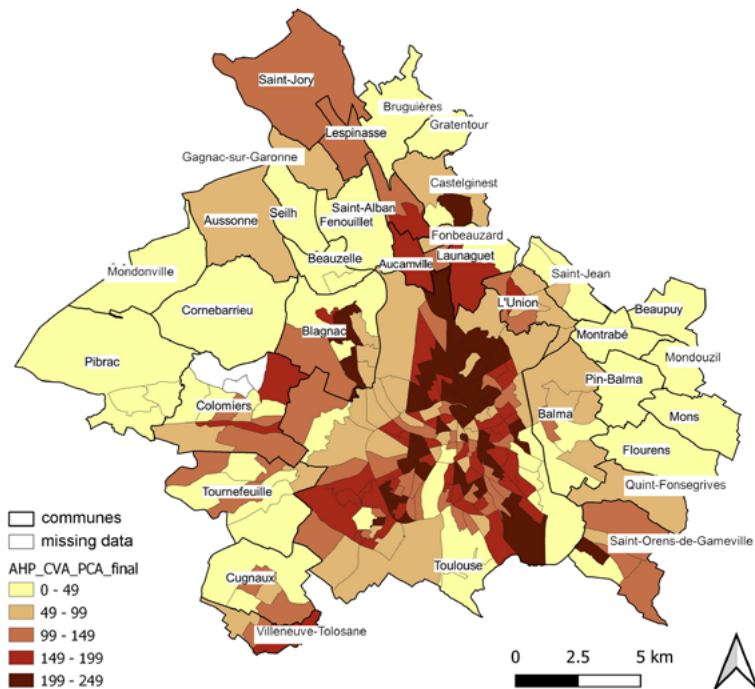 Saint-Jory
Bruguières
Lespinasse
Gratentour
Gagnac-sur-Garonne
Castelginest
Saint-Alban
Aussonne
Seilh
Fenouillet
Fonbeauzard
Beauzelle
Aucamville
Launaguet
Saint-Jean
Mondonville
Cornebarrieu
L'Union
Beaupuy
Blagnac
Montrabé
Pibrac
Mondouzil
Pin-Balma
Colomiers
Balma
Mons
Flourens
Tournefeuille
Quint-Fonsegrives
Saint-Orens-de-Gameville
Toulouse
Cugnaux
Villeneuve-Tolosane
communes
missing data
AHP_CVA_PCA_final
0 - 49
49 - 99
99 - 149
149 - 199
199 - 249
0 2.5 5 km